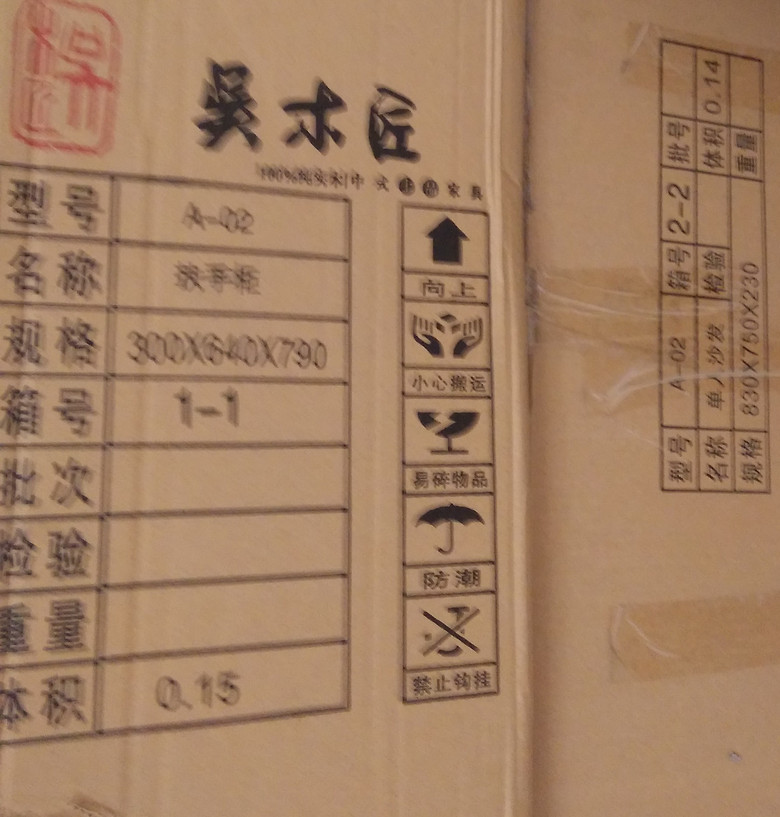 吴木匠
100%纯实木|中式 家具
型号 A-02
名称 扶手柜
规格 300X640X790
箱号 1-1
批次
检验
重量
体积 0.15
向上
小心搬运
易碎物品
防潮
禁止钩挂
型号 A-02 箱号 2-2 批号
名称 单人沙发 检验 体积 0.14
规格 830X750X230 重量